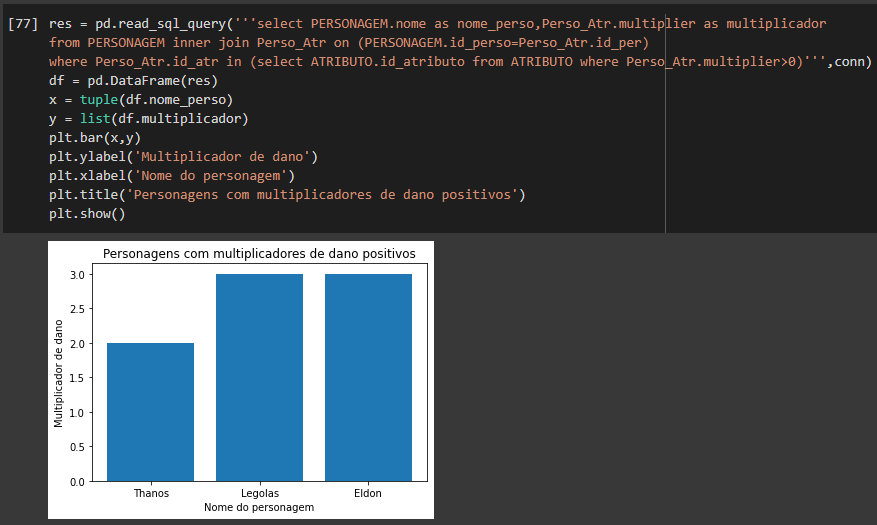 [77] res = pd.read_sql_query('''select PERSONAGEM.nome as nome_perso,Perso_Atr.multiplier as multiplicador
from PERSONAGEM inner join Perso_Atr on (PERSONAGEM.id_perso=Perso_Atr.id_per)
where Perso_Atr.id_atr in (select ATRIBUTO.id_atributo from ATRIBUTO where Perso_Atr.multiplier>0)''',conn)
df = pd.DataFrame(res)
x = tuple(df.nome_perso)
y = list(df.multiplicador)
plt.bar(x,y)
plt.ylabel('Multiplicador de dano')
plt.xlabel('Nome do personagem')
plt.title('Personagens com multiplicadores de dano positivos')
plt.show()
Personagens com multiplicadores de dano positivos
Multiplicador de dano
3.0
2.5
2.0
1.5
1.0
0.5
0.0
Thanos Legolas Eldon
Nome do personagem